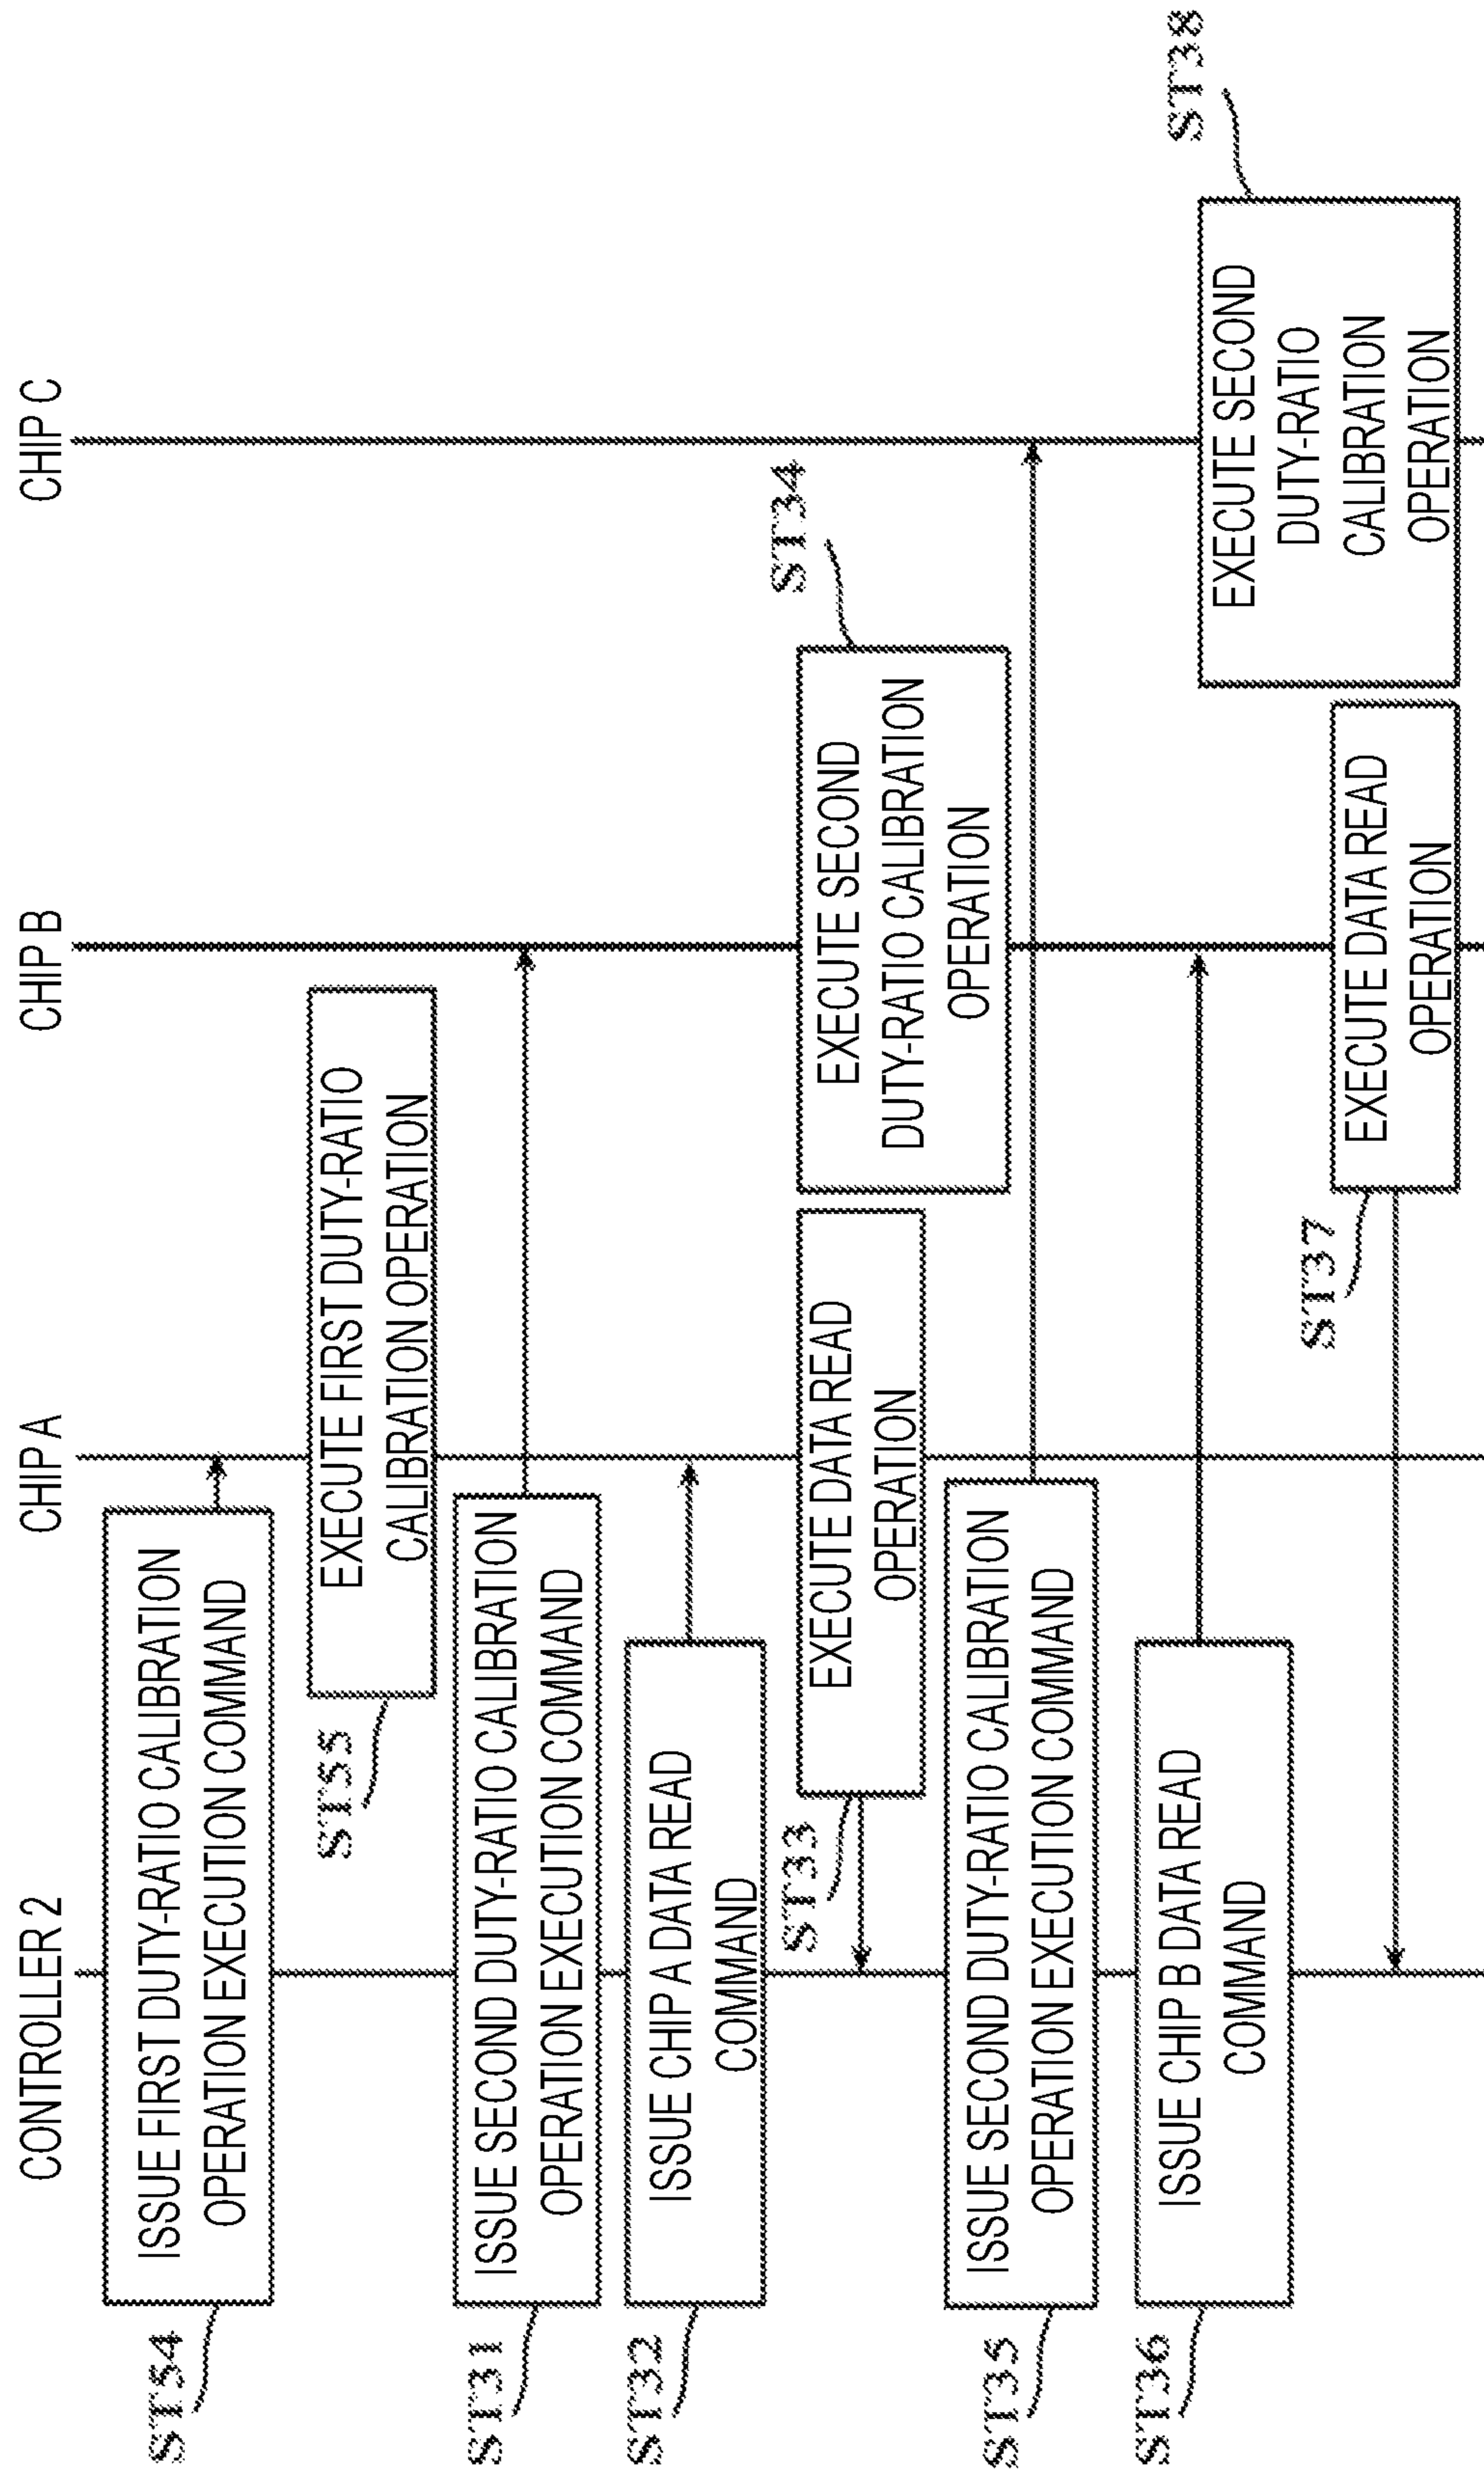 CONTROLLER 2
CHIP A
CHIP B
CHIP C
ST54
ISSUE FIRST DUTY-RATIO CALIBRATION
OPERATION EXECUTION COMMAND
ST55
EXECUTE FIRST DUTY-RATIO
CALIBRATION OPERATION
ST31
ISSUE SECOND DUTY-RATIO CALIBRATION
OPERATION EXECUTION COMMAND
ST32
ISSUE CHIP A DATA READ
COMMAND
ST33
EXECUTE DATA READ
OPERATION
ST34
EXECUTE SECOND
DUTY-RATIO CALIBRATION
OPERATION
ST35
ISSUE SECOND DUTY-RATIO CALIBRATION
OPERATION EXECUTION COMMAND
ST36
ISSUE CHIP B DATA READ
COMMAND
ST37
EXECUTE DATA READ
OPERATION
ST38
EXECUTE SECOND
DUTY-RATIO
CALIBRATION
OPERATION